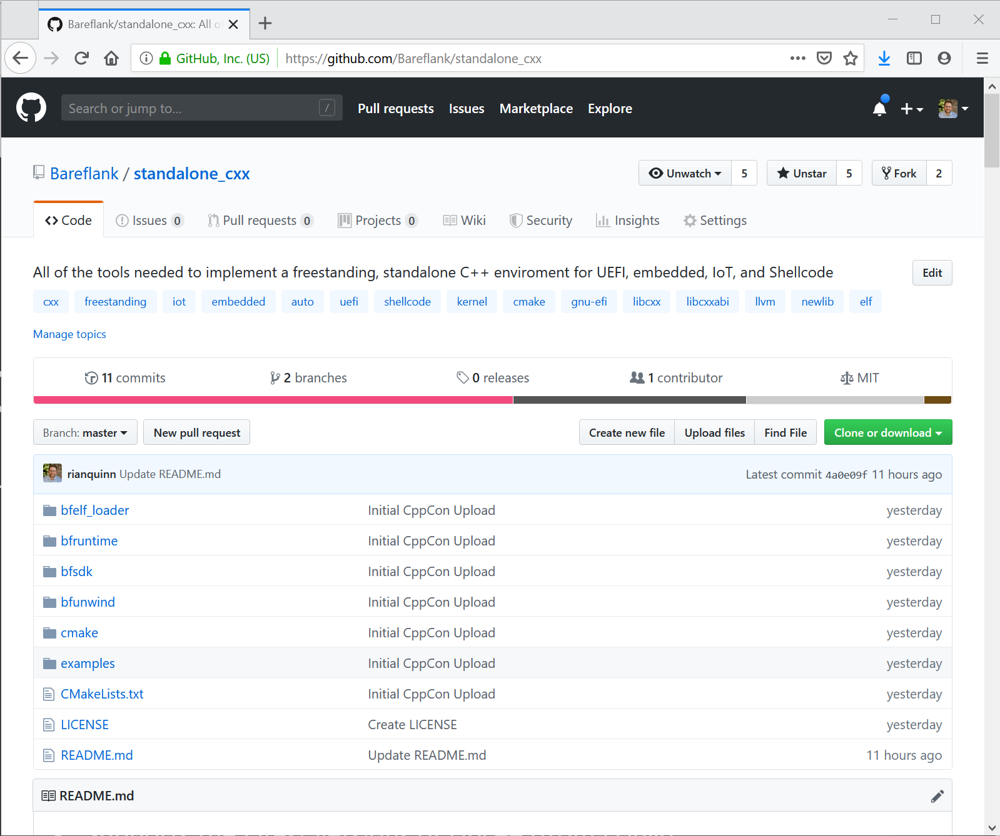 Bareflank/standalone_cxx: All o
GitHub, Inc. (US) https://github.com/Bareflank/standalone_cxx
Search or jump to... / Pull requests Issues Marketplace Explore
Bareflank / standalone_cxx Unwatch 5 Unstar 5 Fork 2
Code Issues 0 Pull requests 0 Projects 0 Wiki Security Insights Settings
All of the tools needed to implement a freestanding, standalone C++ enviroment for UEFI, embedded, IoT, and Shellcode Edit
cxx freestanding iot embedded auto uefi shellcode kernel cmake gnu-efi libcxx libcxxabi llvm newlib elf
Manage topics
11 commits 2 branches 0 releases 1 contributor MIT
Branch: master New pull request Create new file Upload files Find File Clone or download
rianquinn Update README.md Latest commit 4a0e09f 11 hours ago
bfelf_loader Initial CppCon Upload yesterday
bfruntime Initial CppCon Upload yesterday
bfsdk Initial CppCon Upload yesterday
bfunwind Initial CppCon Upload yesterday
cmake Initial CppCon Upload yesterday
examples Initial CppCon Upload yesterday
CMakeLists.txt Initial CppCon Upload yesterday
LICENSE Create LICENSE yesterday
README.md Update README.md 11 hours ago
README.md